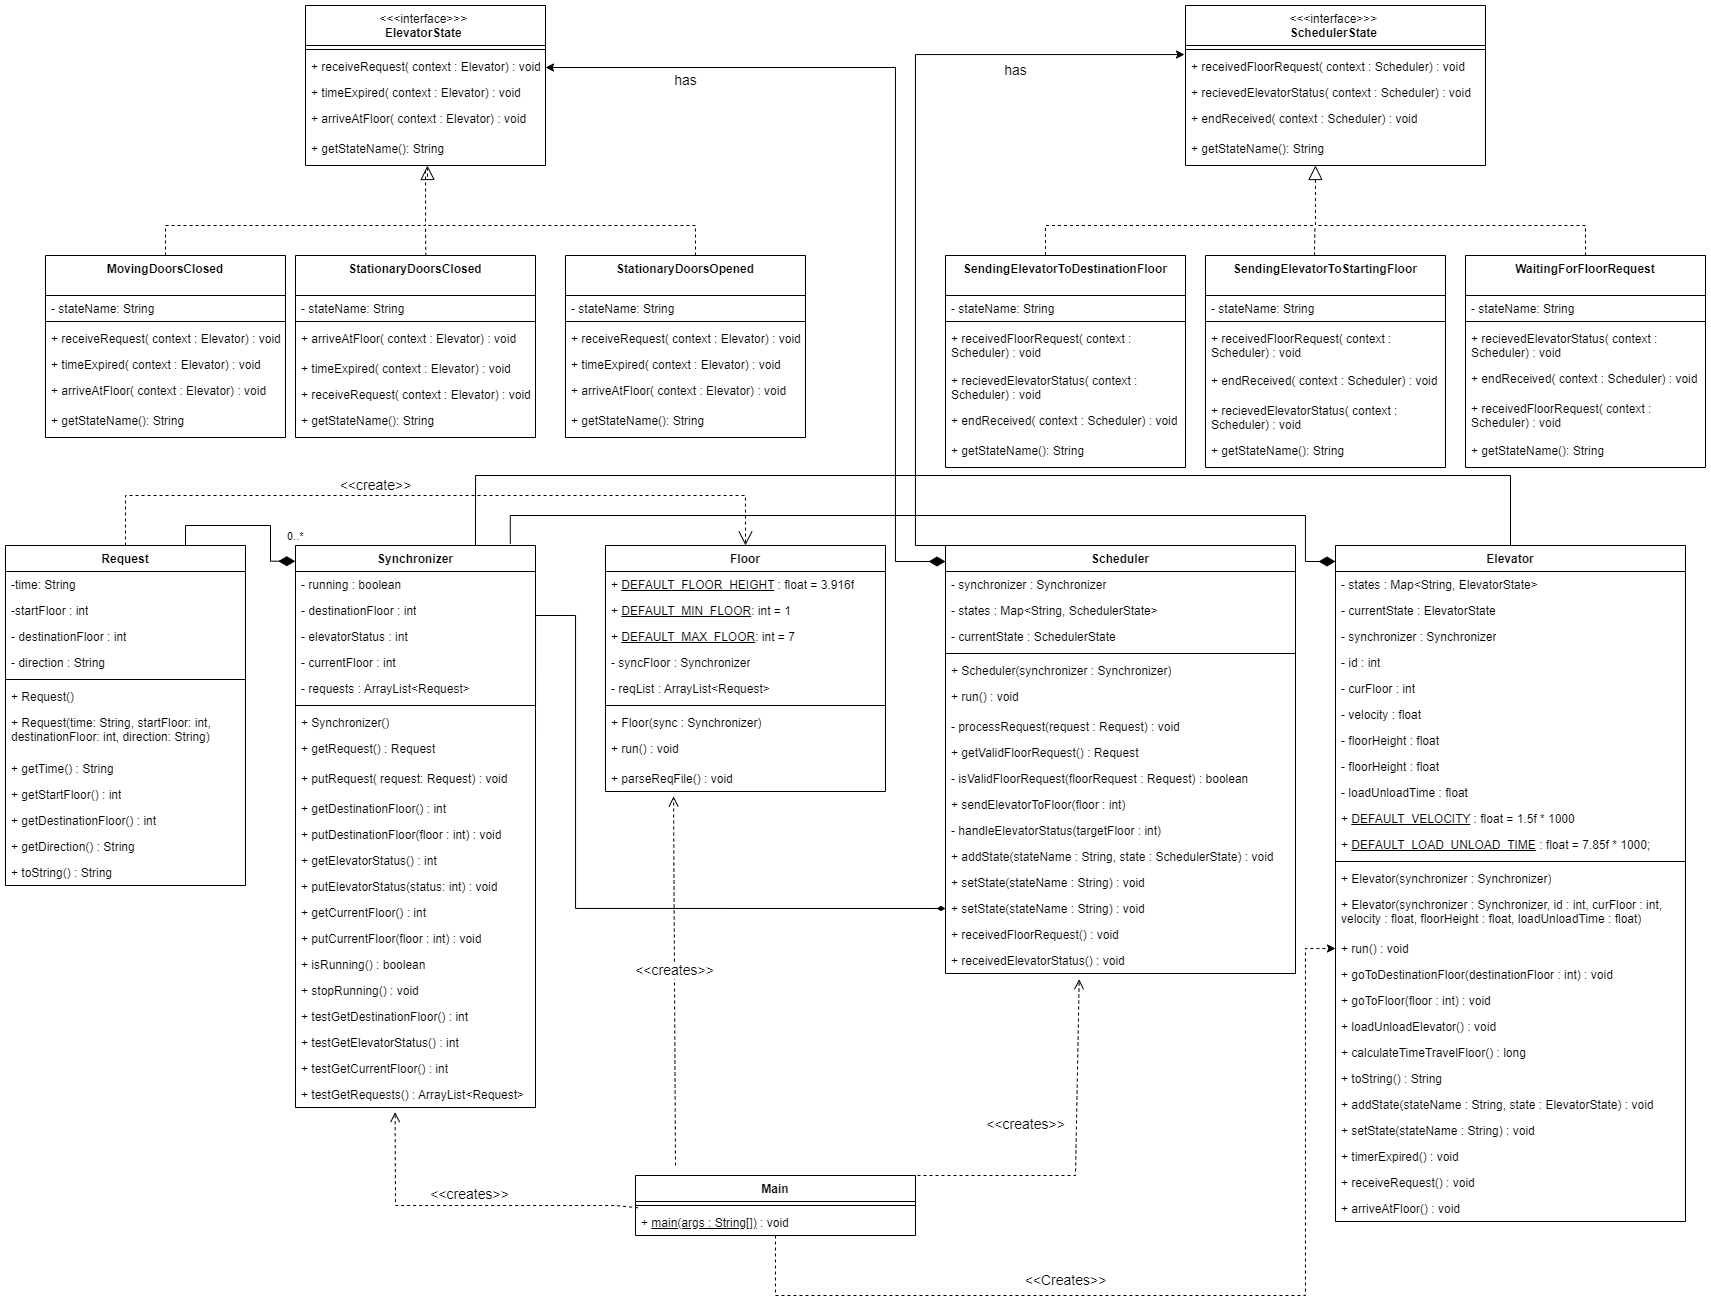 <<<interface>>>
ElevatorState
+ receiveRequest( context : Elevator) : void
+ timeExpired( context : Elevator) : void
+ arriveAtFloor( context : Elevator) : void
+ getStateName(): String
has
has
<<<interface>>>
SchedulerState
+ receivedFloorRequest( context : Scheduler) : void
+ recievedElevatorStatus( context : Scheduler) : void
+ endReceived( context : Scheduler) : void
+ getStateName(): String
MovingDoorsClosed
- stateName: String
+ receiveRequest( context : Elevator) : void
+ timeExpired( context : Elevator) : void
+ arriveAtFloor( context : Elevator) : void
+ getStateName(): String
StationaryDoorsClosed
- stateName: String
+ arriveAtFloor( context : Elevator) : void
+ timeExpired( context : Elevator) : void
+ receiveRequest( context : Elevator) : void
+ getStateName(): String
StationaryDoorsOpened
- stateName: String
+ receiveRequest( context : Elevator) : void
+ timeExpired( context : Elevator) : void
+ arriveAtFloor( context : Elevator) : void
+ getStateName(): String
SendingElevatorToDestinationFloor
- stateName: String
+ receivedFloorRequest( context :
Scheduler) : void
+ recievedElevatorStatus( context :
Scheduler) : void
+ endReceived( context : Scheduler) : void
+ getStateName(): String
SendingElevatorToStartingFloor
- stateName: String
+ receivedFloorRequest( context :
Scheduler) : void
+ endReceived( context : Scheduler) : void
+ recievedElevatorStatus( context :
Scheduler) : void
+ getStateName(): String
WaitingForFloorRequest
- stateName: String
+ recievedElevatorStatus( context :
Scheduler) : void
+ endReceived( context : Scheduler) : void
+ receivedFloorRequest( context :
Scheduler) : void
+ getStateName(): String
<<create>>
0..*
Request
-time: String
-startFloor : int
- destinationFloor : int
- direction : String
+ Request()
+ Request(time: String, startFloor: int,
destinationFloor: int, direction: String)
+ getTime() : String
+ getStartFloor() : int
+ getDestinationFloor() : int
+ getDirection() : String
+ toString() : String
Synchronizer
- running : boolean
- destinationFloor : int
- elevatorStatus : int
- currentFloor : int
- requests : ArrayList<Request>
+ Synchronizer()
+ getRequest() : Request
+ putRequest( request: Request) : void
+ getDestinationFloor() : int
+ putDestinationFloor(floor : int) : void
+ getElevatorStatus() : int
+ putElevatorStatus(status: int) : void
+ getCurrentFloor() : int
+ putCurrentFloor(floor : int) : void
+ isRunning() : boolean
+ stopRunning() : void
+ testGetDestinationFloor() : int
+ testGetElevatorStatus() : int
+ testGetCurrentFloor() : int
+ testGetRequests() : ArrayList<Request>
Floor
+ DEFAULT_FLOOR_HEIGHT : float = 3.916f
+ DEFAULT_MIN_FLOOR: int = 1
+ DEFAULT_MAX_FLOOR: int = 7
- syncFloor : Synchronizer
- reqList : ArrayList<Request>
+ Floor(sync : Synchronizer)
+ run() : void
+ parseReqFile() : void
Scheduler
- synchronizer : Synchronizer
- states : Map<String, SchedulerState>
- currentState : SchedulerState
+ Scheduler(synchronizer : Synchronizer)
+ run() : void
- processRequest(request : Request) : void
+ getValidFloorRequest() : Request
- isValidFloorRequest(floorRequest : Request) : boolean
+ sendElevatorToFloor(floor : int)
- handleElevatorStatus(targetFloor : int)
+ addState(stateName : String, state : SchedulerState) : void
+ setState(stateName : String) : void
+ setState(stateName : String) : void
+ receivedFloorRequest() : void
+ receivedElevatorStatus() : void
Elevator
- states : Map<String, ElevatorState>
- currentState : ElevatorState
- synchronizer : Synchronizer
- id : int
- curFloor : int
- velocity : float
- floorHeight : float
- floorHeight : float
- loadUnloadTime : float
+ DEFAULT_VELOCITY : float = 1.5f * 1000
+ DEFAULT_LOAD_UNLOAD_TIME : float = 7.85f * 1000;
+ Elevator(synchronizer : Synchronizer)
+ Elevator(synchronizer : Synchronizer, id : int, curFloor : int,
velocity : float, floorHeight : float, loadUnloadTime : float)
+ run() : void
+ goToDestinationFloor(destinationFloor : int) : void
+ goToFloor(floor : int) : void
+ loadUnloadElevator() : void
+ calculateTimeTravelFloor() : long
+ toString() : String
+ addState(stateName : String, state : ElevatorState) : void
+ setState(stateName : String) : void
+ timerExpired() : void
+ receiveRequest() : void
+ arriveAtFloor() : void
<<creates>>
<<creates>>
<<creates>>
Main
+ main(args : String[]) : void
<<Creates>>